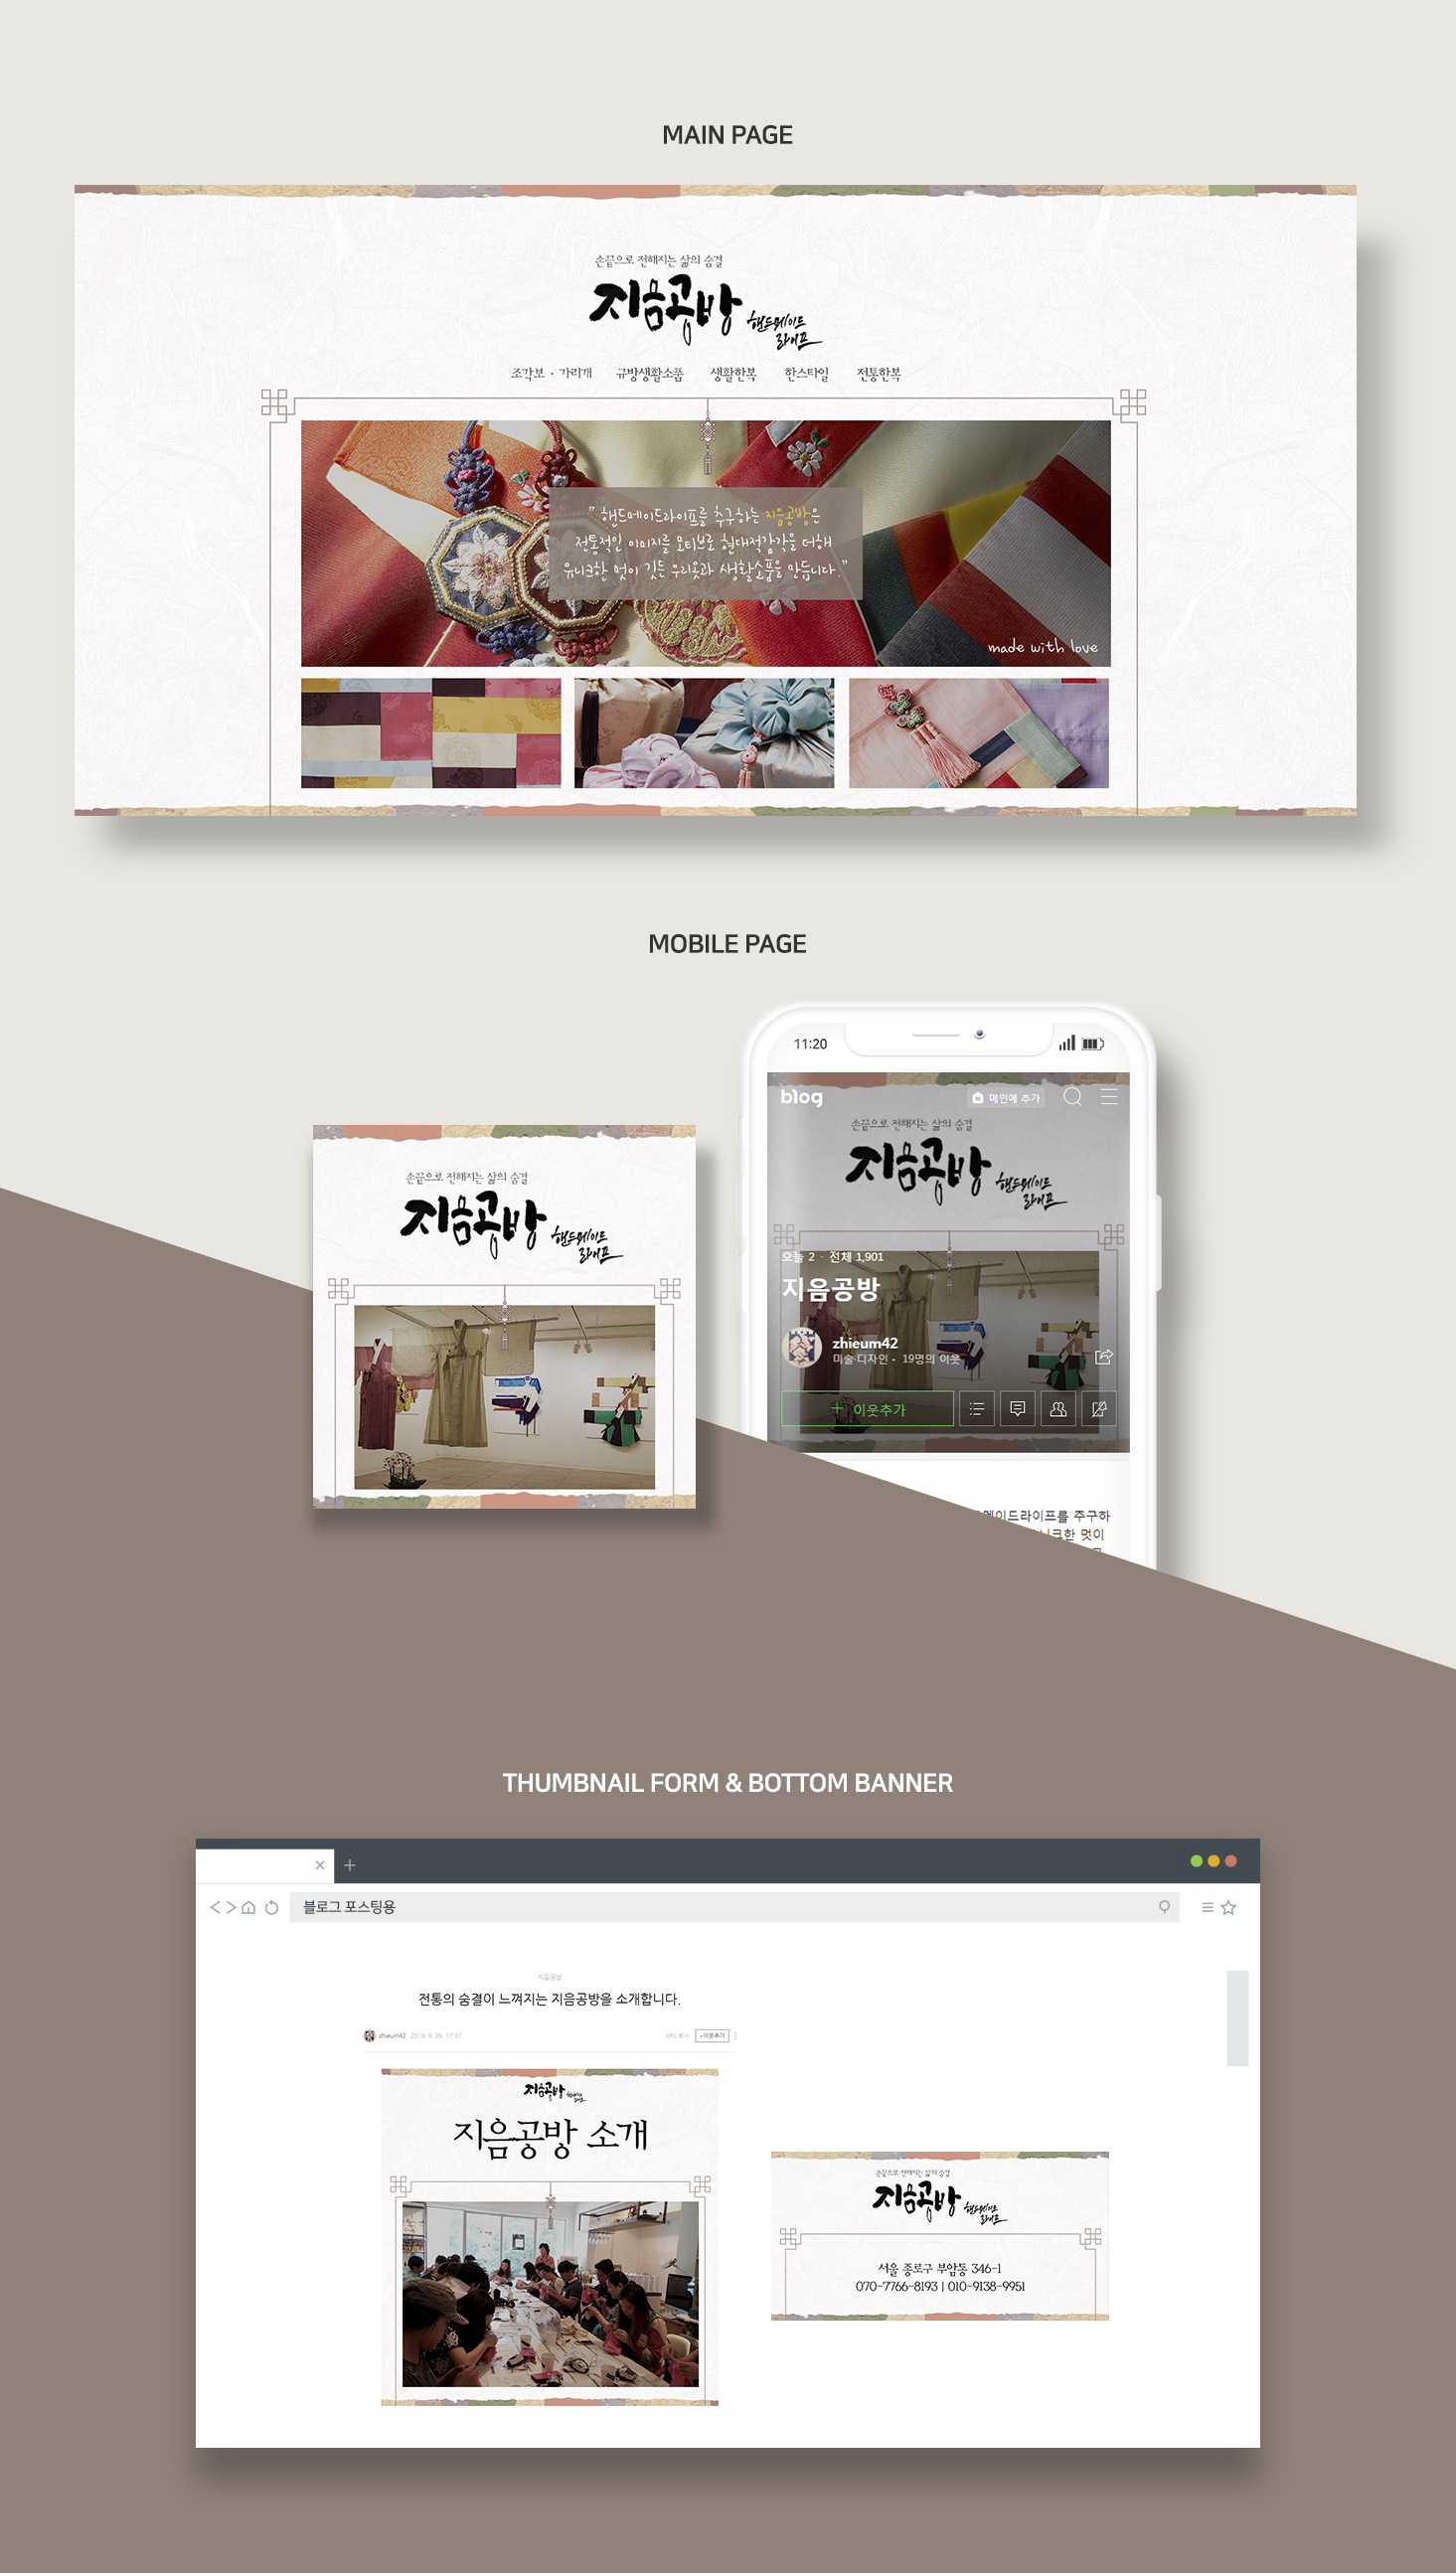 MAIN PAGE
손끝으로 전해지는 삶의 숨결
지음공방 핸드메이드
라이프
조각보 · 가리개 규방생활소품 생활한복 한스타일 전통한복
“ 핸드메이드라이프를 추구하는 지음공방은
전통적인 이미지를 모티브로 현대적감각을 더해
유니크한 멋이 깃든 우리옷과 생활소품을 만듭니다.”
made with love
MOBILE PAGE
손끝으로 전해지는 삶의 숨결
지음공방 핸드메이드
라이프
11:20
blog 메인에 추가
손끝으로 전해지는 삶의 숨결
지음공방 핸드메이드
라이프
오늘 2 · 전체 1,901
지음공방
zhieum42
미술·디자인 · 19명의 이웃
+ 이웃추가
메이드라이프를 추구하
니크한 멋이
THUMBNAIL FORM & BOTTOM BANNER
블로그 포스팅용
지음공방
전통의 숨결이 느껴지는 지음공방을 소개합니다.
zhieum42 2019. 8. 26. 17:37 URL 복사 +이웃추가
지음공방 핸드메이드
라이프
지음공방 소개
손끝으로 전해지는 삶의 숨결
지음공방 핸드메이드
라이프
서울 종로구 부암동 346-1
070-7766-8193 | 010-9138-9951